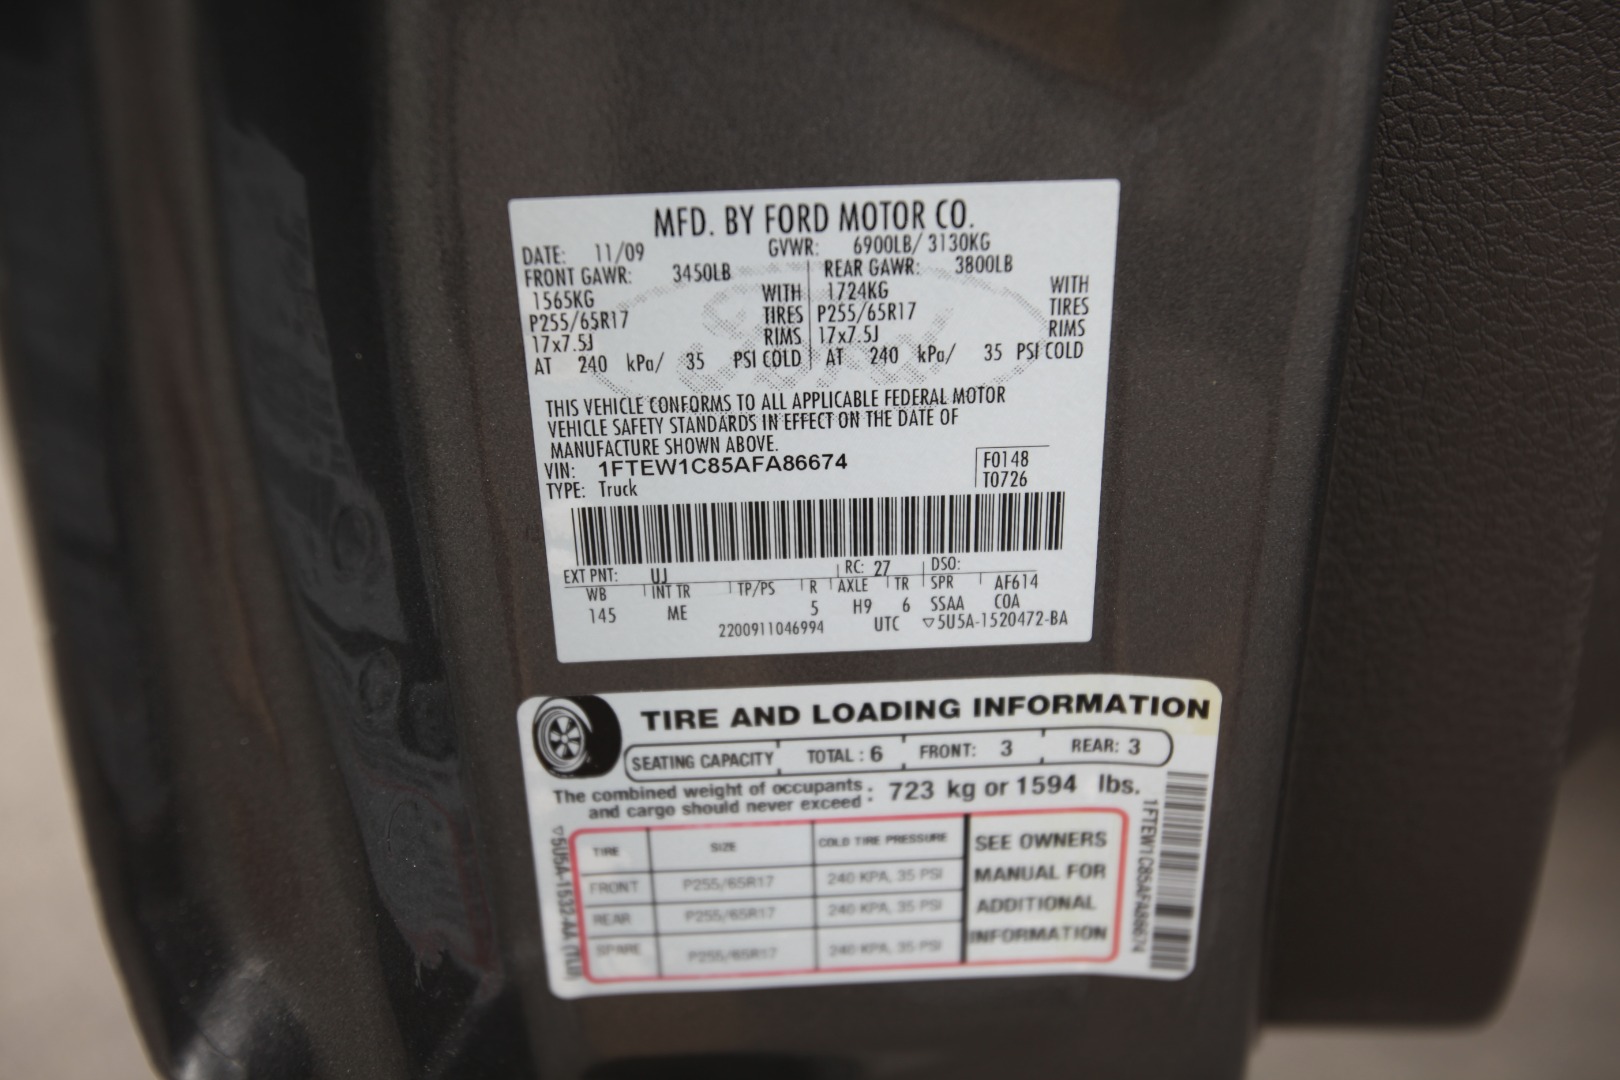 MFD. BY FORD MOTOR CO.
DATE: 11/09 GVWR: 6900LB/ 3130KG
FRONT GAWR: 3450LB REAR GAWR: 3800LB
1565KG WITH 1724KG WITH
P255/65R17 TIRES P255/65R17 TIRES
17x7.5J RIMS 17x7.5J RIMS
AT 240 kPa/ 35 PSI COLD AT 240 kPa/ 35 PSI COLD
THIS VEHICLE CONFORMS TO ALL APPLICABLE FEDERAL MOTOR
VEHICLE SAFETY STANDARDS IN EFFECT ON THE DATE OF
MANUFACTURE SHOWN ABOVE.
VIN: 1FTEW1C85AFA86674 F0148
TYPE: Truck T0726
EXT PNT: UJ RC: 27 DSO:
WB INT TR TP/PS R AXLE TR SPR AF614
145 ME 5 H9 6 SSAA COA
2200911046994 UTC ▽5U5A-1520472-BA
TIRE AND LOADING INFORMATION
SEATING CAPACITY TOTAL : 6 FRONT: 3 REAR: 3
The combined weight of occupants : 723 kg or 1594 lbs.
and cargo should never exceed :
TIRE SIZE COLD TIRE PRESSURE SEE OWNERS
FRONT P255/65R17 240 KPA, 35 PSI MANUAL FOR
REAR P255/65R17 240 KPA, 35 PSI ADDITIONAL
SPARE P255/65R17 240 KPA, 35 PSI INFORMATION
1FTEW1C85AFA86674